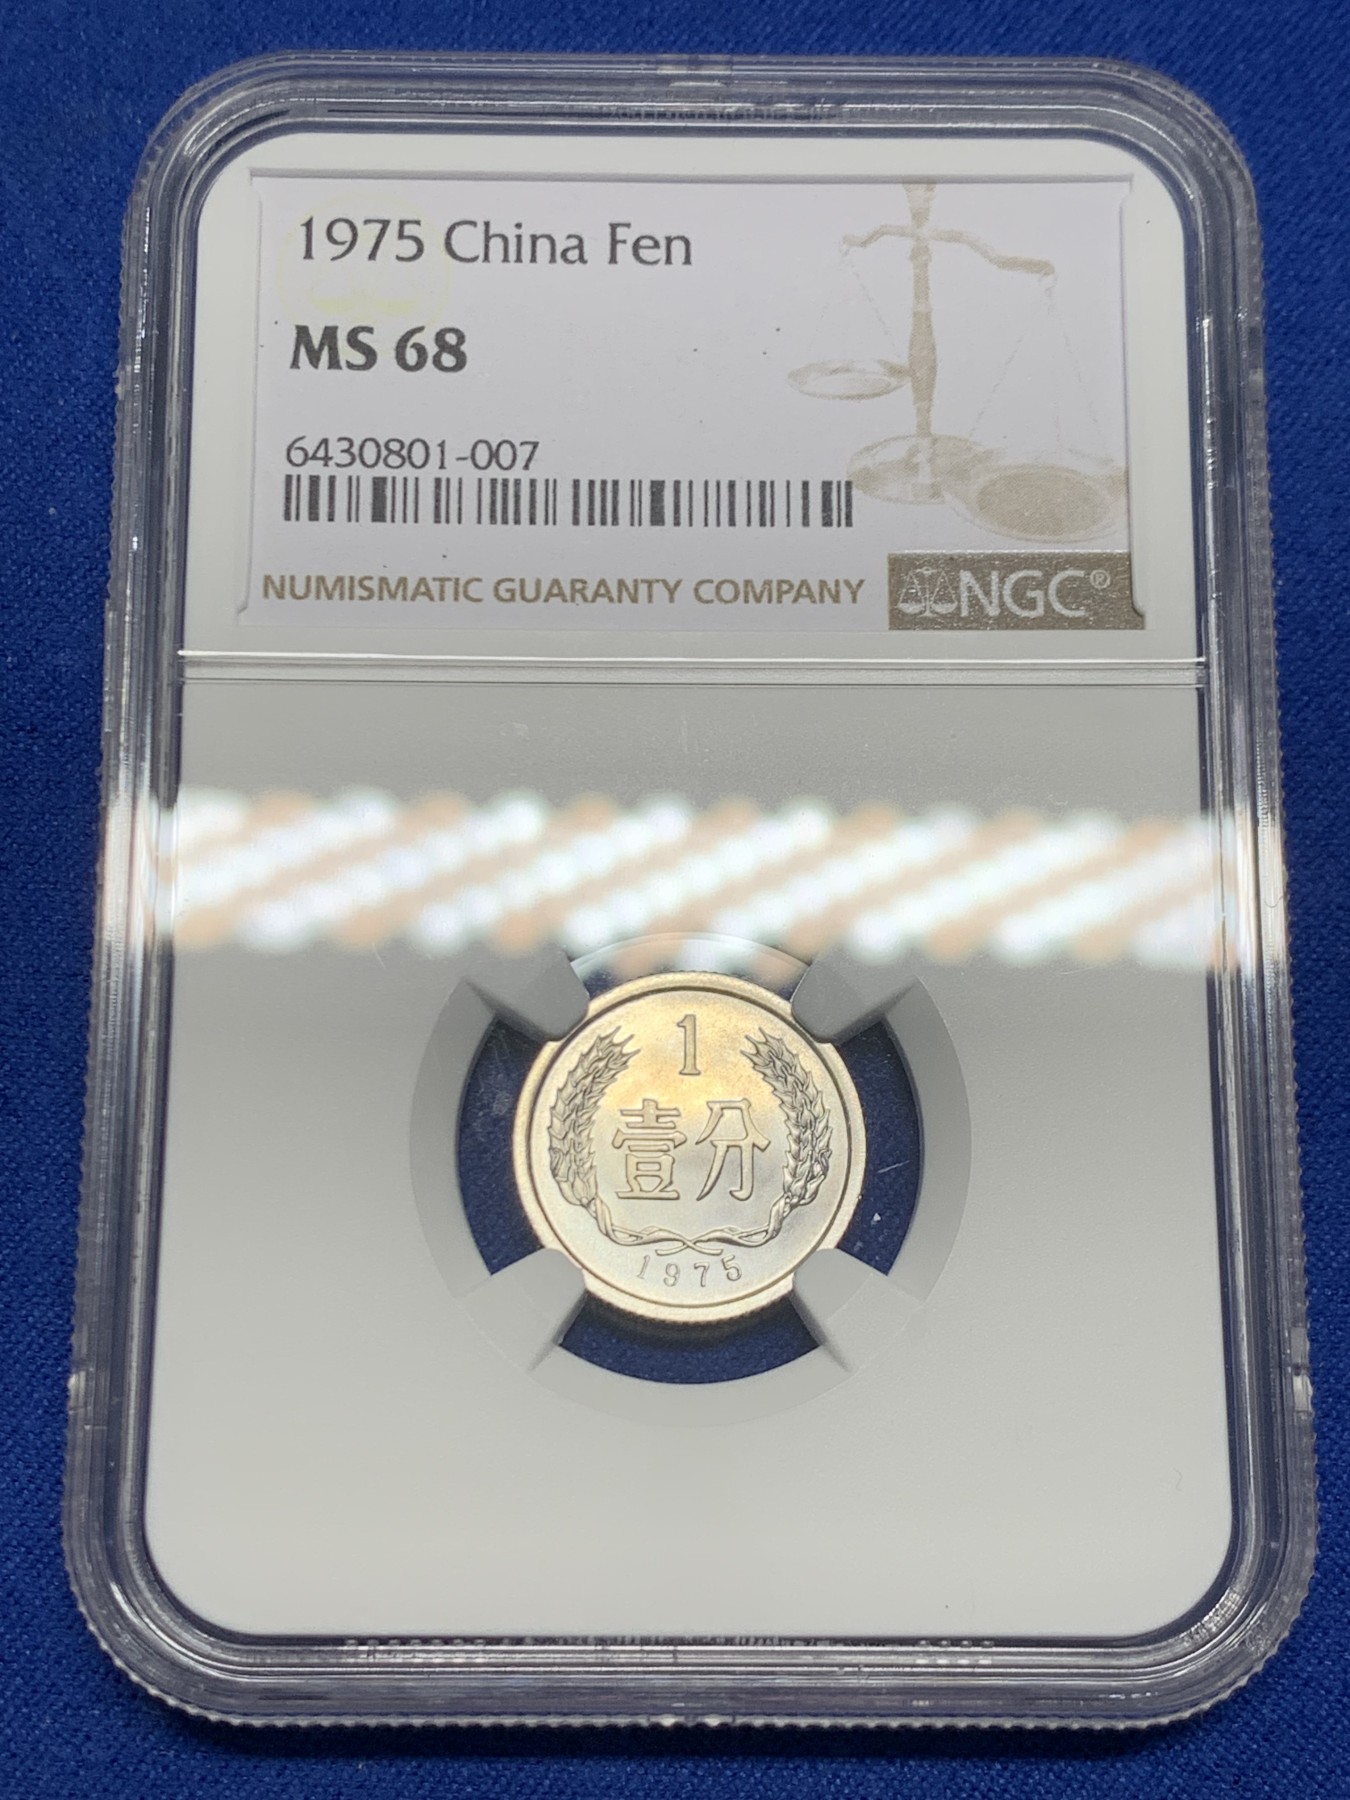 1975 China Fen
MS 68
6430801-007
NUMISMATIC GUARANTY COMPANY
NGC®
1
壹分
1975